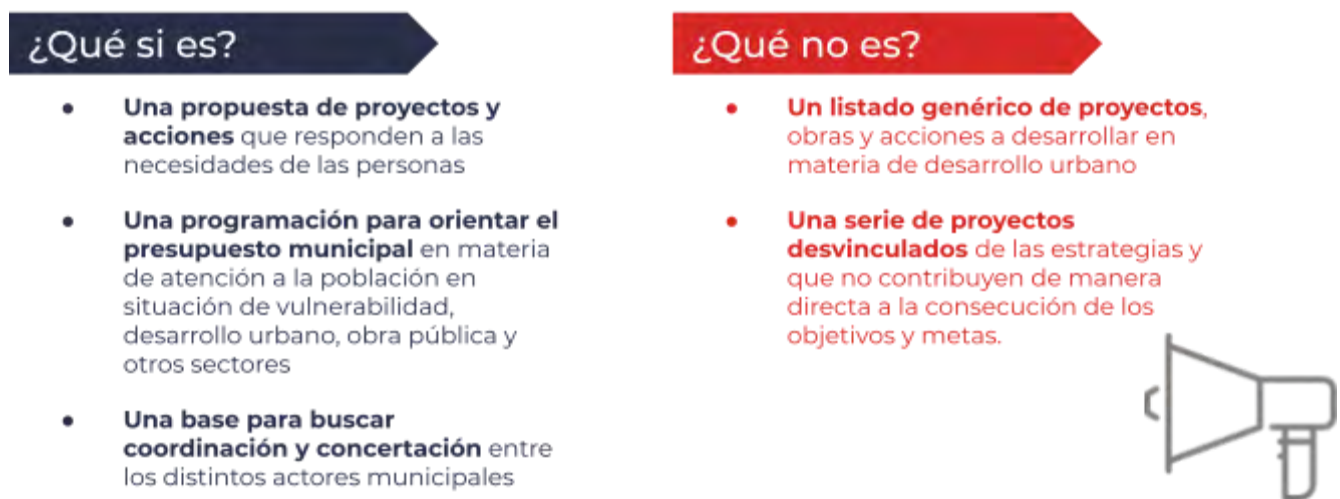 ¿Qué si es?
● Una propuesta de proyectos y
acciones que responden a las
necesidades de las personas
● Una programación para orientar el
presupuesto municipal en materia
de atención a la población en
situación de vulnerabilidad,
desarrollo urbano, obra pública y
otros sectores
● Una base para buscar
coordinación y concertación entre
los distintos actores municipales
¿Qué no es?
● Un listado genérico de proyectos,
obras y acciones a desarrollar en
materia de desarrollo urbano
● Una serie de proyectos
desvinculados de las estrategias y
que no contribuyen de manera
directa a la consecución de los
objetivos y metas.